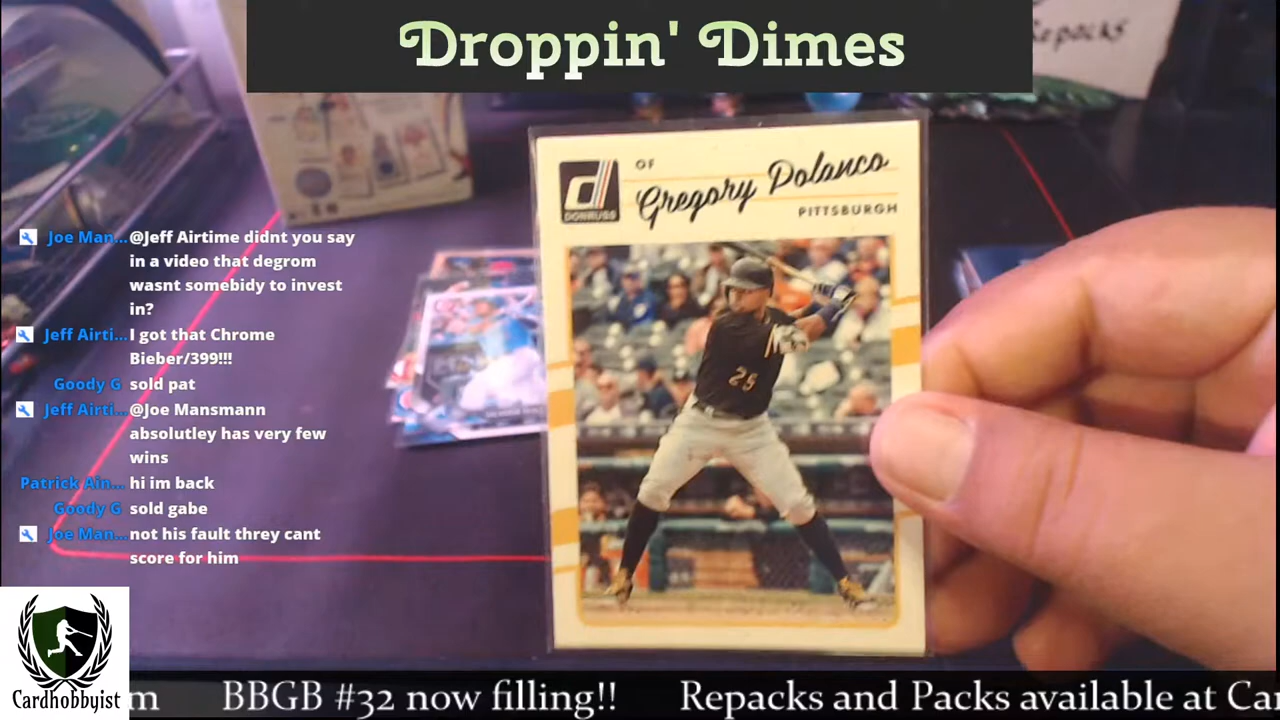 Droppin' Dimes
Repacks
DONRUSS
OF
Gregory Polanco
PITTSBURGH
25
Joe Man...@Jeff Airtime didnt you say
in a video that degrom
wasnt somebidy to invest
in?
Jeff Airti...I got that Chrome
Bieber/399!!!
Goody G sold pat
Jeff Airti...@Joe Mansmann
absolutley has very few
wins
Patrick Ain... hi im back
Goody G sold gabe
Joe Man...not his fault threy cant
score for him
Cardhobbyist
m BBGB #32 now filling!! Repacks and Packs available at Car